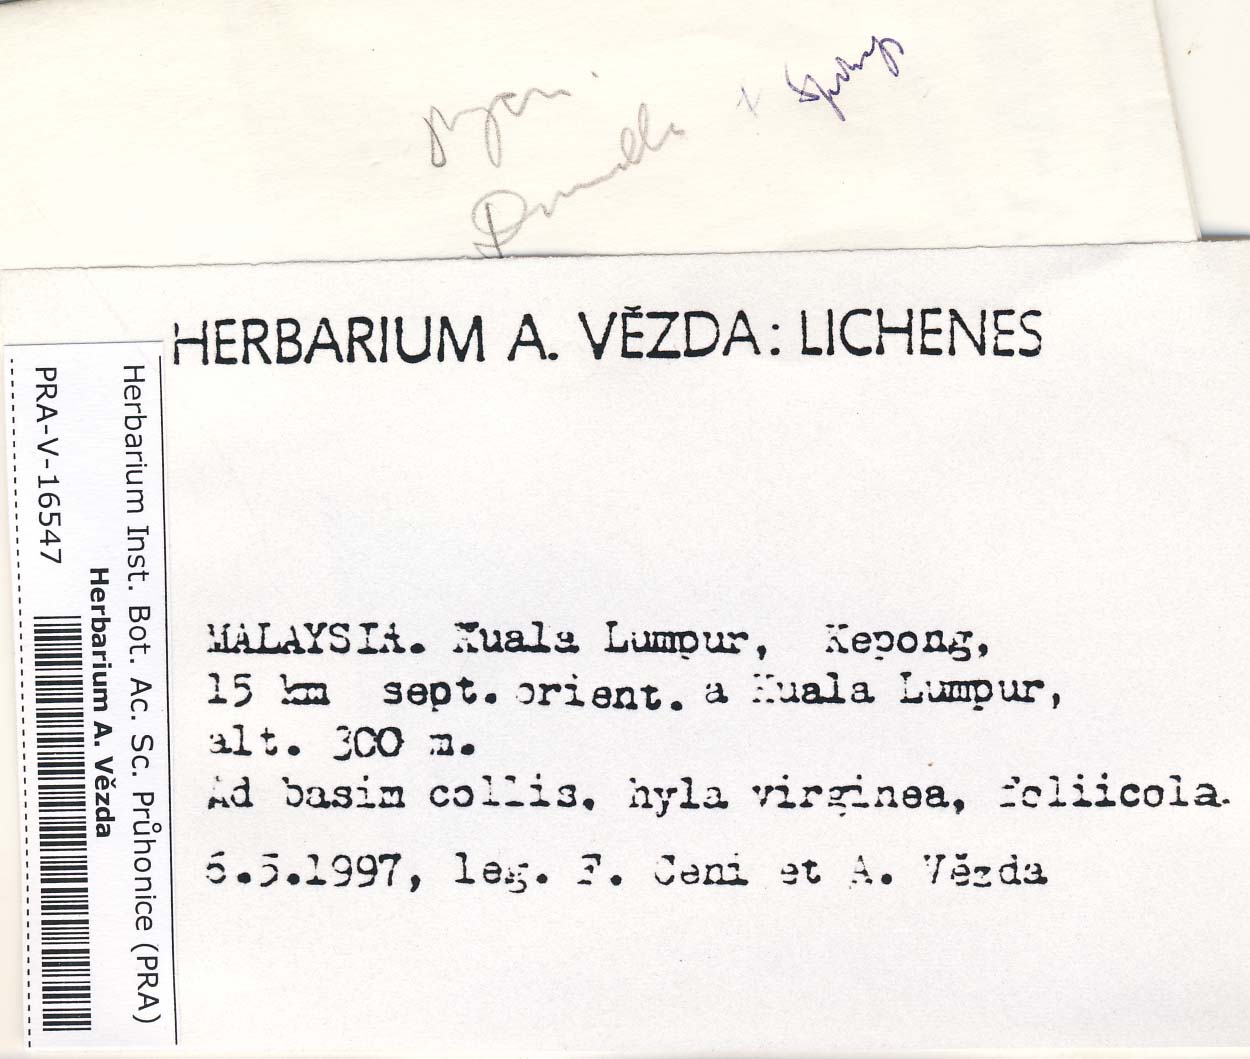 HERBARIUM A. VĚZDA: LICHENES
MALAYSIA. Kuala Lumpur, Kepong,
15 km sept. orient. a Kuala Lumpur,
alt. 300 m.
Ad basim collis, hyla virginea, foliicola.
5.1997, leg. F. Ceni et A. Vězda
Herbarium Inst. Bot. Ac. Sc. Průhonice (PRA)
Herbarium A. Vězda
PRA-V-16547